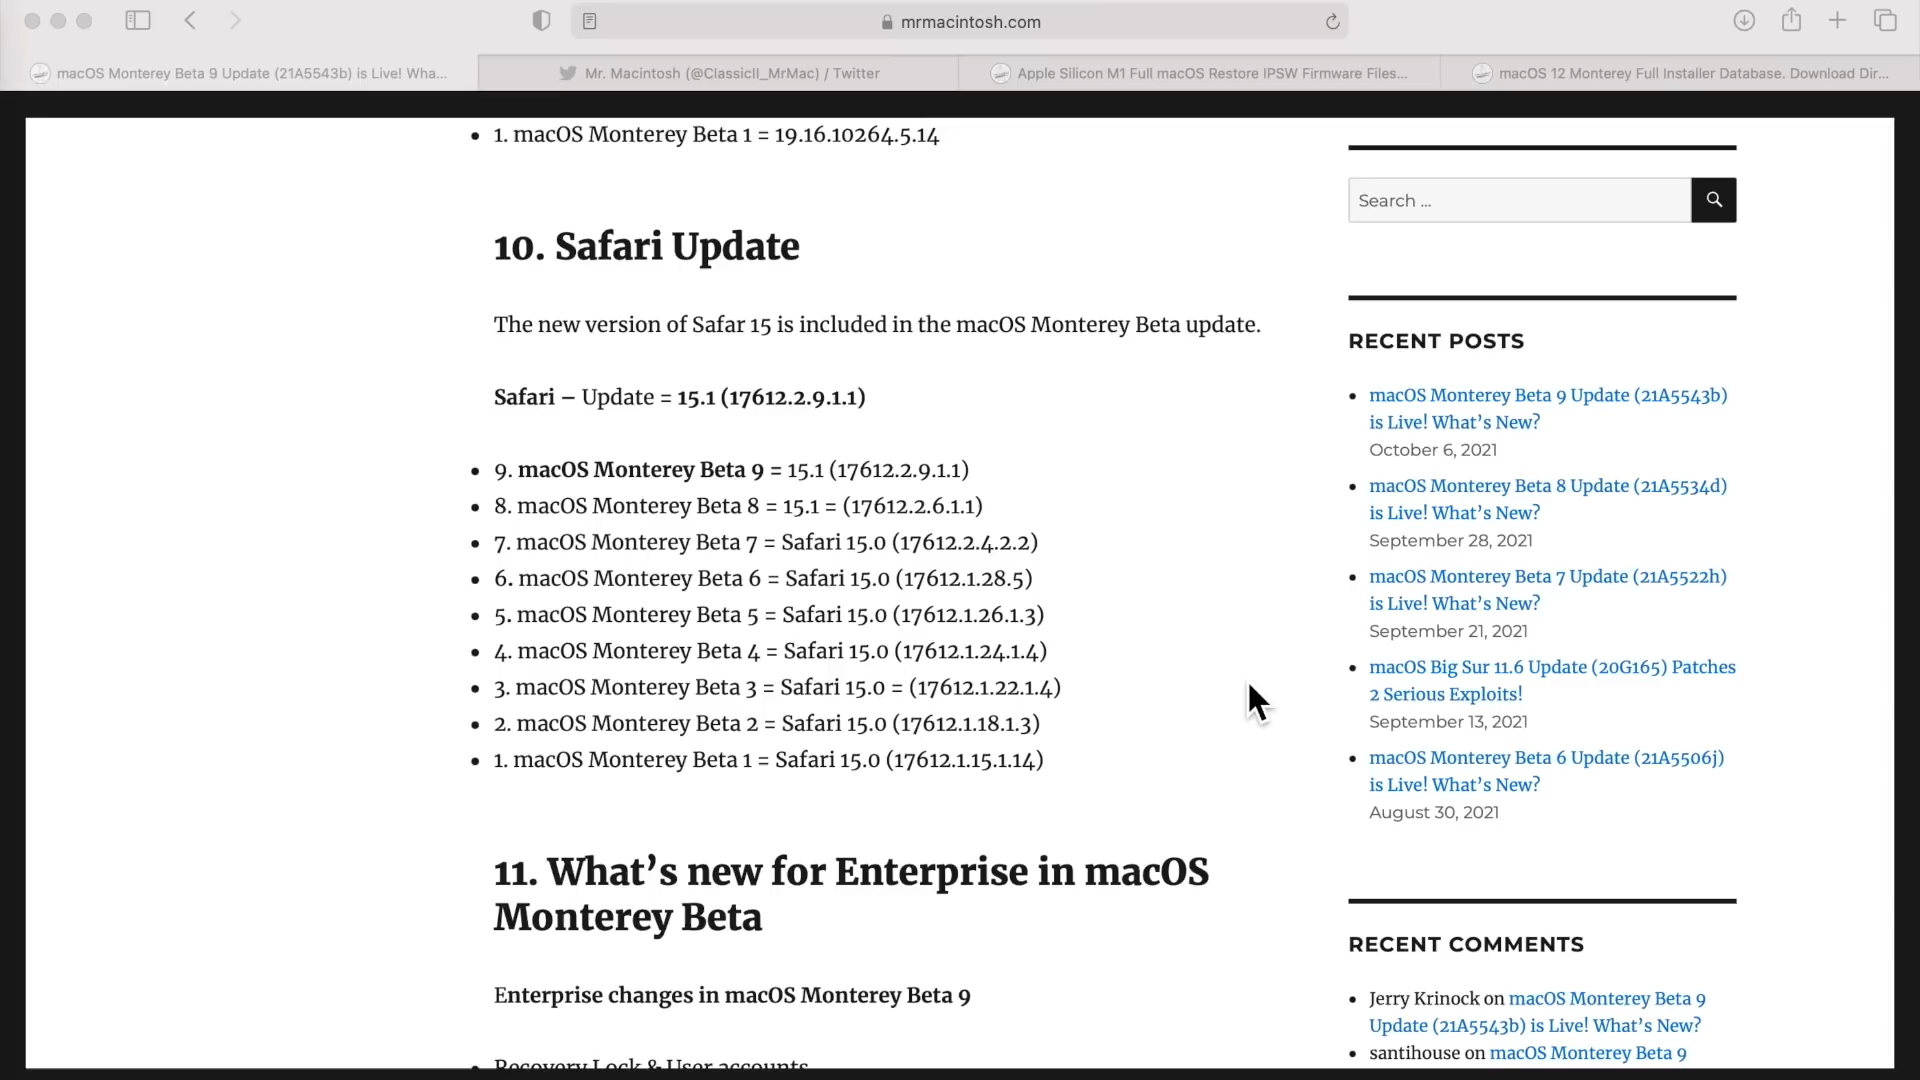 mrmacintosh.com
macOS Monterey Beta 9 Update (21A5543b) is Live! Wha...
Mr. Macintosh (@ClassicII_MrMac) / Twitter
Apple Silicon M1 Full macOS Restore IPSW Firmware Files...
macOS 12 Monterey Full Installer Database. Download Dir...
1. macOS Monterey Beta 1 = 19.16.10264.5.14
10. Safari Update
The new version of Safar 15 is included in the macOS Monterey Beta update.
Safari – Update = 15.1 (17612.2.9.1.1)
9. macOS Monterey Beta 9 = 15.1 (17612.2.9.1.1)
8. macOS Monterey Beta 8 = 15.1 = (17612.2.6.1.1)
7. macOS Monterey Beta 7 = Safari 15.0 (17612.2.4.2.2)
6. macOS Monterey Beta 6 = Safari 15.0 (17612.1.28.5)
5. macOS Monterey Beta 5 = Safari 15.0 (17612.1.26.1.3)
4. macOS Monterey Beta 4 = Safari 15.0 (17612.1.24.1.4)
3. macOS Monterey Beta 3 = Safari 15.0 = (17612.1.22.1.4)
2. macOS Monterey Beta 2 = Safari 15.0 (17612.1.18.1.3)
1. macOS Monterey Beta 1 = Safari 15.0 (17612.1.15.1.14)
11. What’s new for Enterprise in macOS
Monterey Beta
Enterprise changes in macOS Monterey Beta 9
Recovery Lock & User accounts
Search ...
RECENT POSTS
macOS Monterey Beta 9 Update (21A5543b)
is Live! What’s New?
October 6, 2021
macOS Monterey Beta 8 Update (21A5534d)
is Live! What’s New?
September 28, 2021
macOS Monterey Beta 7 Update (21A5522h)
is Live! What’s New?
September 21, 2021
macOS Big Sur 11.6 Update (20G165) Patches
2 Serious Exploits!
September 13, 2021
macOS Monterey Beta 6 Update (21A5506j)
is Live! What’s New?
August 30, 2021
RECENT COMMENTS
Jerry Krinock on macOS Monterey Beta 9
Update (21A5543b) is Live! What’s New?
santihouse on macOS Monterey Beta 9